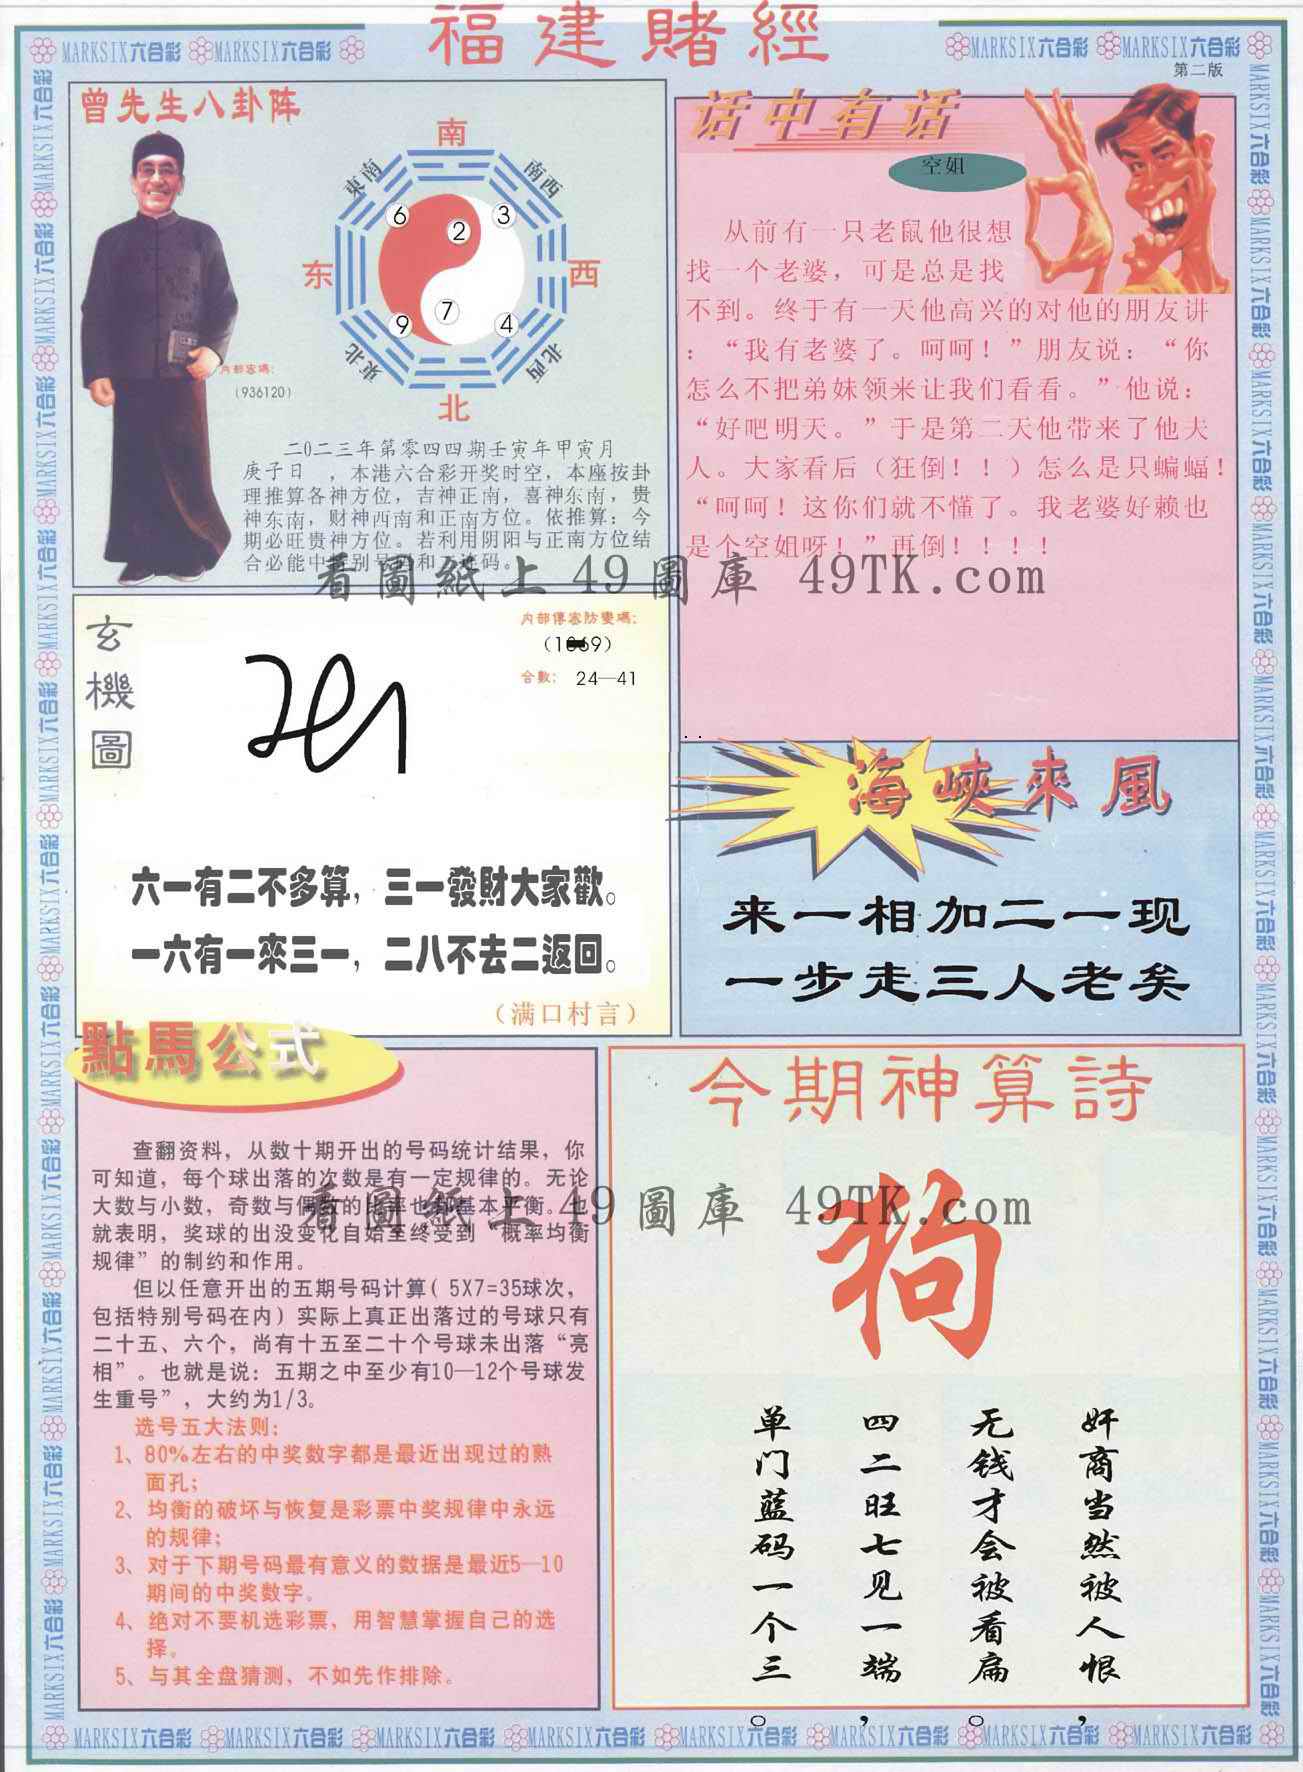 福建賭經
MARKSIX六合彩 MARKSIX六合彩
MARKSIX六合彩 MARKSIX六合彩
第二版
曾先生八卦阵
南
東南
南西
6
2
3
东
西
9
7
4
東北
北西
北
内部密碼：
（936120）
二0二三年第零四四期壬寅年甲寅月
庚子日　，本港六合彩开奖时空，本座按卦
理推算各神方位，吉神正南，喜神东南，贵
神东南，财神西南和正南方位。依推算：今
期必旺贵神方位。若利用阴阳与正南方位结
合必能中特别号码和三连码。
话中有话
空姐
从前有一只老鼠他很想
找一个老婆，可是总是找
不到。终于有一天他高兴的对他的朋友讲
：“我有老婆了。呵呵！”朋友说：“你
怎么不把弟妹领来让我们看看。”他说：
“好吧明天。”于是第二天他带来了他夫
人。大家看后（狂倒！！）怎么是只蝙蝠！
“呵呵！这你们就不懂了。我老婆好赖也
是个空姐呀！”再倒！！！！
看圖紙上 49圖庫 49TK.com
玄機圖
内部傳密防變碼：
合數： 24—41
六一有二不多算，三一發財大家歡。
一六有一來三一，二八不去二返回。
（满口村言）
海峽來風
来一相加二一现
一步走三人老矣
點馬公式
查翻资料，从数十期开出的号码统计结果，你
可知道，每个球出落的次数是有一定规律的。无论
大数与小数，奇数与偶数的比率也都基本平衡。也
就表明，奖球的出没变化自始至终受到“概率均衡
规律”的制约和作用。
但以任意开出的五期号码计算（5X7=35球次，
包括特别号码在内）实际上真正出落过的号球只有
二十五、六个，尚有十五至二十个号球未出落“亮
相”。也就是说：五期之中至少有10—12个号球发
生重号”，大约为1/3。
选号五大法则：
1、80%左右的中奖数字都是最近出现过的熟
面孔；
2、均衡的破坏与恢复是彩票中奖规律中永远
的规律；
3、对于下期号码最有意义的数据是最近5—10
期间的中奖数字。
4、绝对不要机选彩票，用智慧掌握自己的选
择。
5、与其全盘猜测，不如先作排除。
看圖紙上 49圖庫 49TK.com
今期神算詩
狗
奸商当然被人恨，
无钱才会被看扁。
四二旺七见一端，
单门蓝码一个三。
MARKSIX六合彩 MARKSIX六合彩 MARKSIX六合彩 MARKSIX六合彩 MARKSIX六合彩 MARKSIX六合彩 MARKSIX六合彩 MARKSIX六合彩